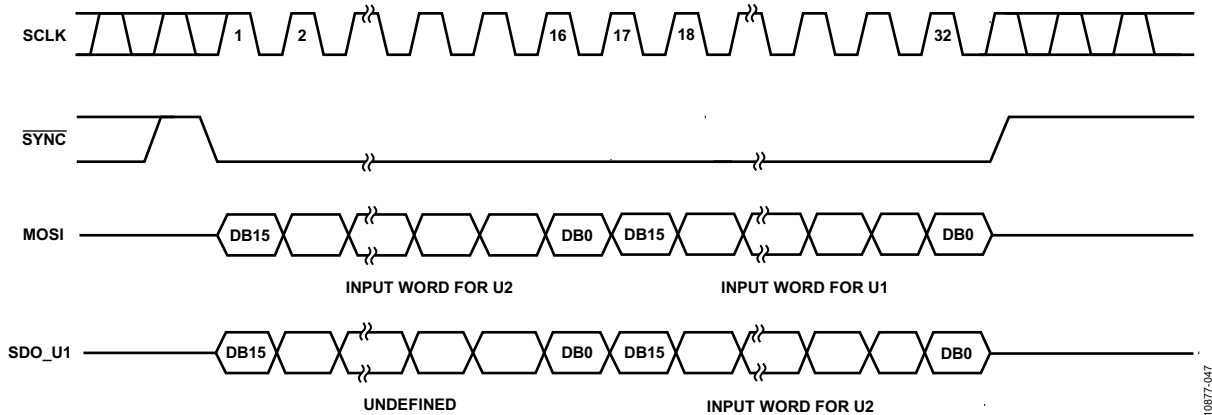 SCLK 1 2 16 17 18 32
SYNC
MOSI DB15 DB0 DB15 DB0
INPUT WORD FOR U2 INPUT WORD FOR U1
SDO_U1 DB15 DB0 DB15 DB0
UNDEFINED INPUT WORD FOR U2
10877-047